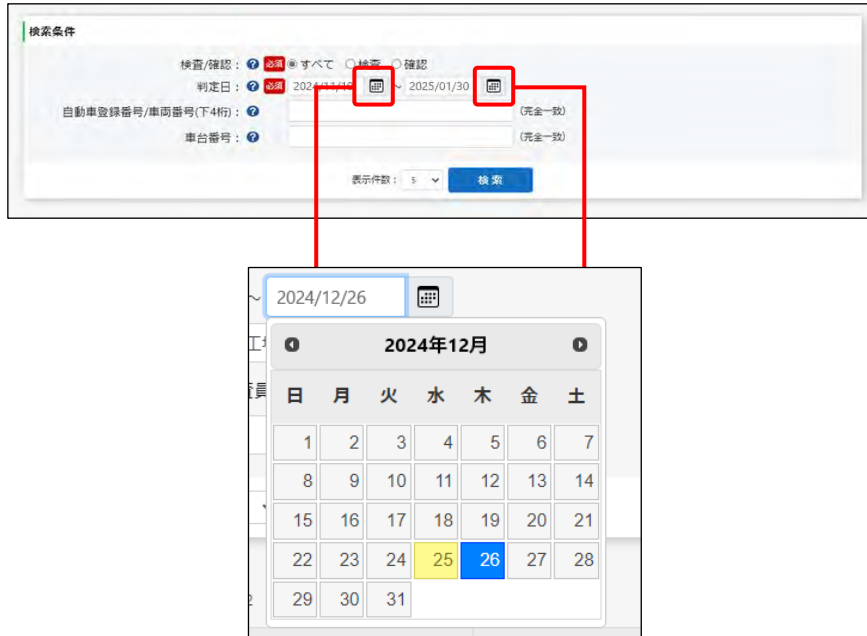 検索条件
検査/確認： ? 必須 すべて 検査 確認
判定日： ? 必須 2024/11/19 ～ 2025/01/30
自動車登録番号/車両番号(下4桁)： ? (完全一致)
車台番号： ? (完全一致)
表示件数： 5 検索
～ 2024/12/26
2024年12月
日 月 火 水 木 金 土
1 2 3 4 5 6 7
8 9 10 11 12 13 14
15 16 17 18 19 20 21
22 23 24 25 26 27 28
29 30 31